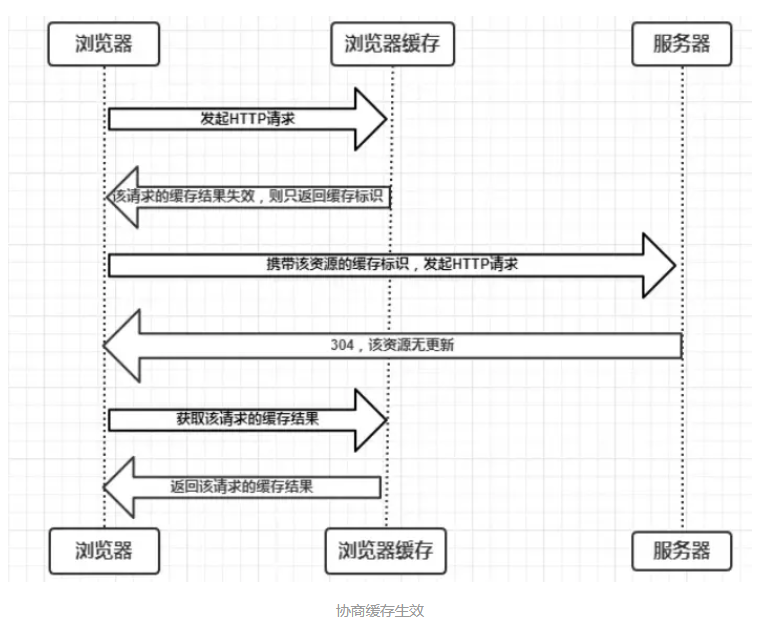 浏览器
浏览器缓存
服务器
发起HTTP请求
该请求的缓存结果失效，则只返回缓存标识
携带该资源的缓存标识，发起HTTP请求
304，该资源无更新
获取该请求的缓存结果
返回该请求的缓存结果
浏览器
浏览器缓存
服务器
协商缓存生效